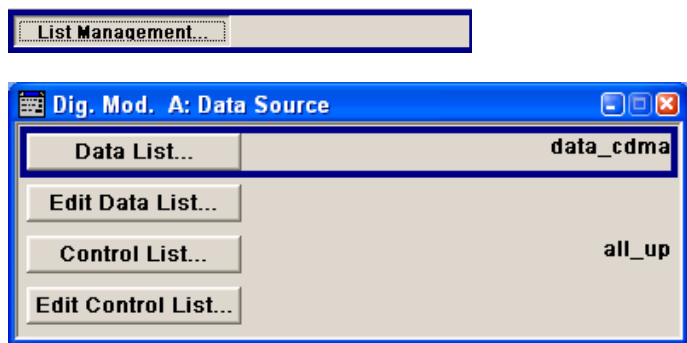 List Management...
Dig. Mod. A: Data Source
Data List... data_cdma
Edit Data List...
Control List... all_up
Edit Control List...